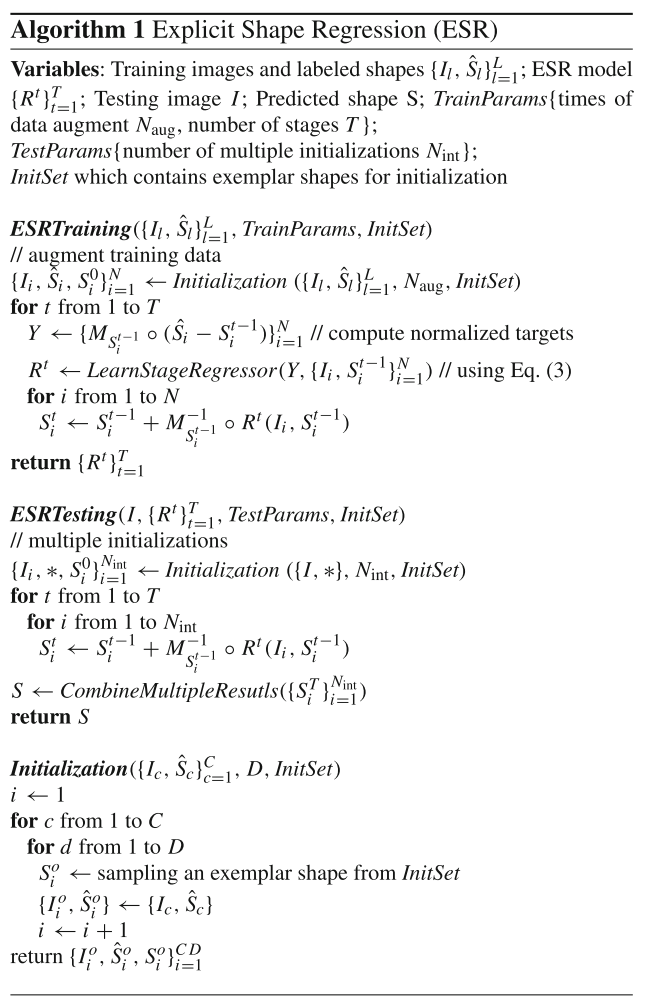 Algorithm 1 Explicit Shape Regression (ESR)
Variables: Training images and labeled shapes {I_l, Ŝ_l}_{l=1}^{L}; ESR model
{R^t}_{t=1}^{T}; Testing image I; Predicted shape S; TrainParams{times of
data augment N_aug, number of stages T};
TestParams{number of multiple initializations N_int};
InitSet which contains exemplar shapes for initialization
ESRTraining({I_l, Ŝ_l}_{l=1}^{L}, TrainParams, InitSet)
// augment training data
{I_i, Ŝ_i, S_i^0}_{i=1}^{N} ← Initialization ({I_l, Ŝ_l}_{l=1}^{L}, N_aug, InitSet)
for t from 1 to T
Y ← {M_{S_i^{t−1}} ∘ (Ŝ_i − S_i^{t−1})}_{i=1}^{N} // compute normalized targets
R^t ← LearnStageRegressor(Y, {I_i, S_i^{t−1}}_{i=1}^{N}) // using Eq. (3)
for i from 1 to N
S_i^t ← S_i^{t−1} + M_{S_i^{t−1}}^{−1} ∘ R^t(I_i, S_i^{t−1})
return {R^t}_{t=1}^{T}
ESRTesting(I, {R^t}_{t=1}^{T}, TestParams, InitSet)
// multiple initializations
{I_i, *, S_i^0}_{i=1}^{N_int} ← Initialization ({I, *}, N_int, InitSet)
for t from 1 to T
for i from 1 to N_int
S_i^t ← S_i^{t−1} + M_{S_i^{t−1}}^{−1} ∘ R^t(I_i, S_i^{t−1})
S ← CombineMultipleResutls({S_i^T}_{i=1}^{N_int})
return S
Initialization({I_c, Ŝ_c}_{c=1}^{C}, D, InitSet)
i ← 1
for c from 1 to C
for d from 1 to D
S_i^o ← sampling an exemplar shape from InitSet
{I_i^o, Ŝ_i^o} ← {I_c, Ŝ_c}
i ← i + 1
return {I_i^o, Ŝ_i^o, S_i^o}_{i=1}^{CD}